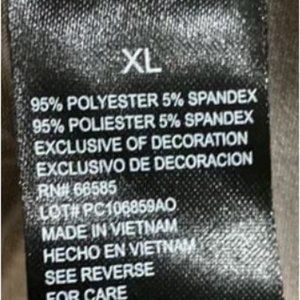 XL
95% POLYESTER 5% SPANDEX
95% POLIESTER 5% SPANDEX
EXCLUSIVE OF DECORATION
EXCLUSIVO DE DECORACION
RN# 66585
LOT# PC106859AO
MADE IN VIETNAM
HECHO EN VIETNAM
SEE REVERSE
FOR CARE